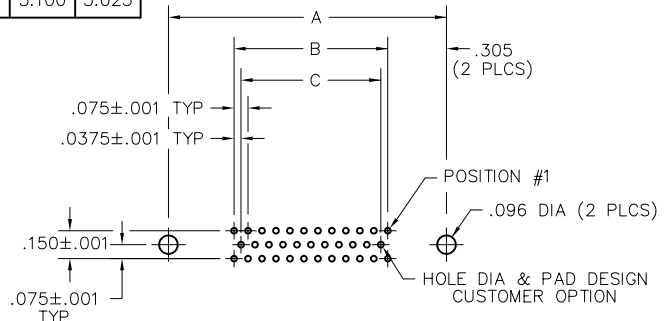 3.100 3.025
A
B
.305
(2 PLCS)
C
.075±.001 TYP
.0375±.001 TYP
POSITION #1
.096 DIA (2 PLCS)
.150±.001
HOLE DIA & PAD DESIGN
CUSTOMER OPTION
.075±.001
TYP